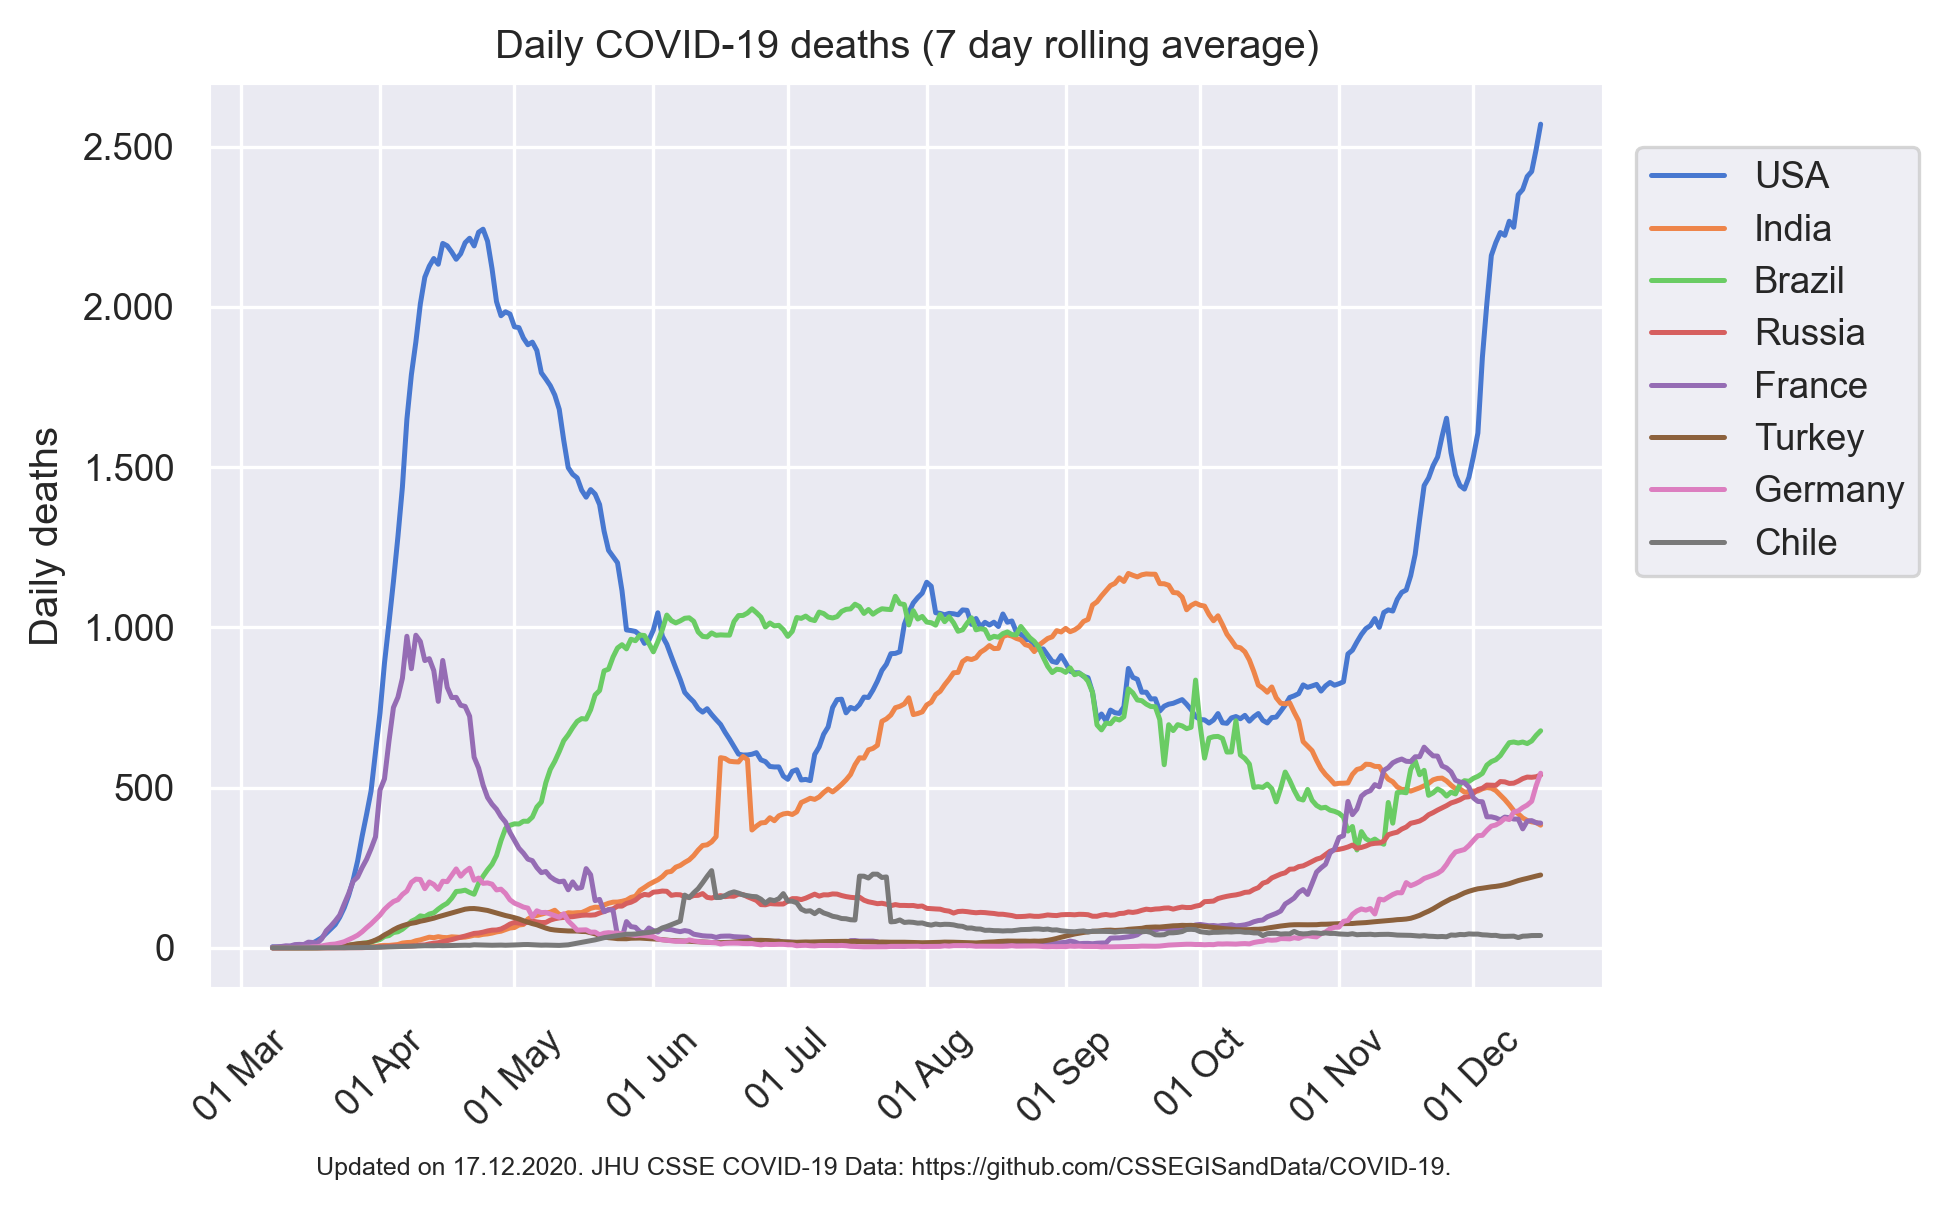 Daily COVID-19 deaths (7 day rolling average)
Daily deaths
2.500
2.000
1.500
1.000
500
0
01 Mar
01 Apr
01 May
01 Jun
01 Jul
01 Aug
01 Sep
01 Oct
01 Nov
01 Dec
USA
India
Brazil
Russia
France
Turkey
Germany
Chile
Updated on 17.12.2020. JHU CSSE COVID-19 Data: https://github.com/CSSEGISandData/COVID-19.